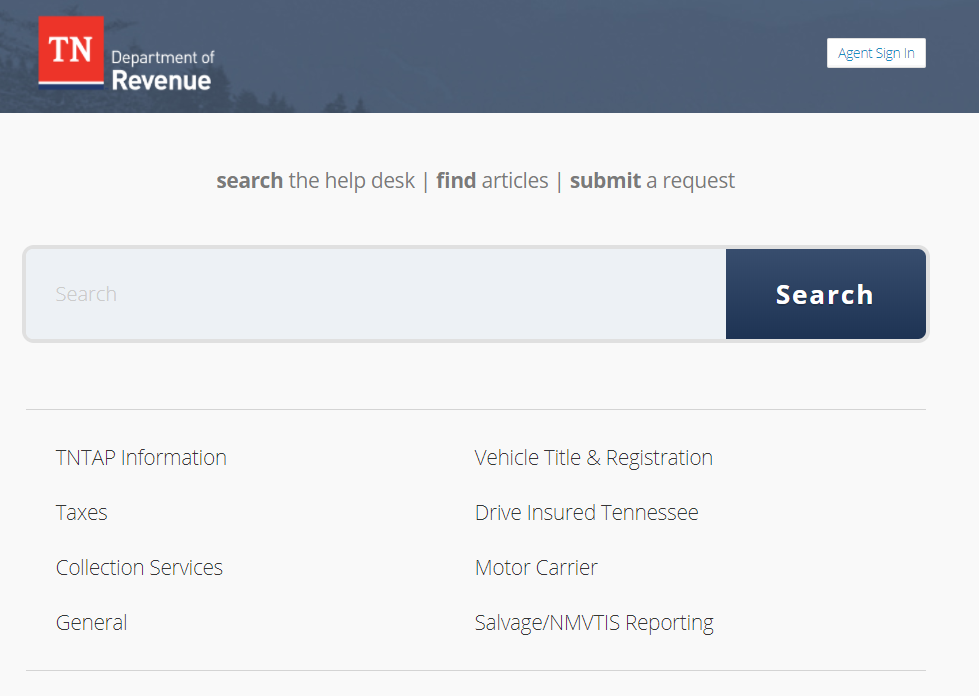 TN
Department of
Revenue
Agent Sign In
search the help desk | find articles | submit a request
Search
Search
TNTAP Information
Vehicle Title & Registration
Taxes
Drive Insured Tennessee
Collection Services
Motor Carrier
General
Salvage/NMVTIS Reporting